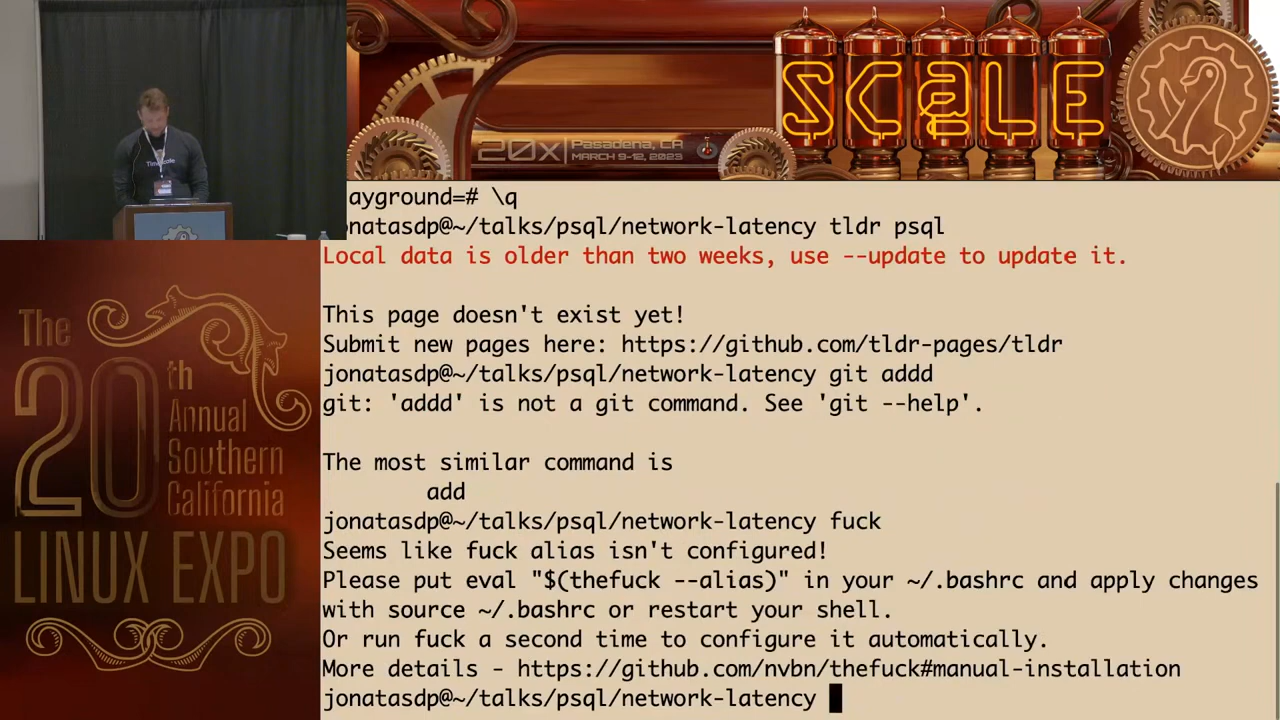 SCaLE
20x
Pasadena, CA
MARCH 9-12, 2023
ayground=# \q
jonatasdp@~/talks/psql/network-latency tldr psql
Local data is older than two weeks, use --update to update it.
This page doesn't exist yet!
Submit new pages here: https://github.com/tldr-pages/tldr
jonatasdp@~/talks/psql/network-latency git addd
git: 'addd' is not a git command. See 'git --help'.
The most similar command is
add
jonatasdp@~/talks/psql/network-latency fuck
Seems like fuck alias isn't configured!
Please put eval "$(thefuck --alias)" in your ~/.bashrc and apply changes
with source ~/.bashrc or restart your shell.
Or run fuck a second time to configure it automatically.
More details - https://github.com/nvbn/thefuck#manual-installation
jonatasdp@~/talks/psql/network-latency
The
20th
Annual
Southern
California
LINUX EXPO